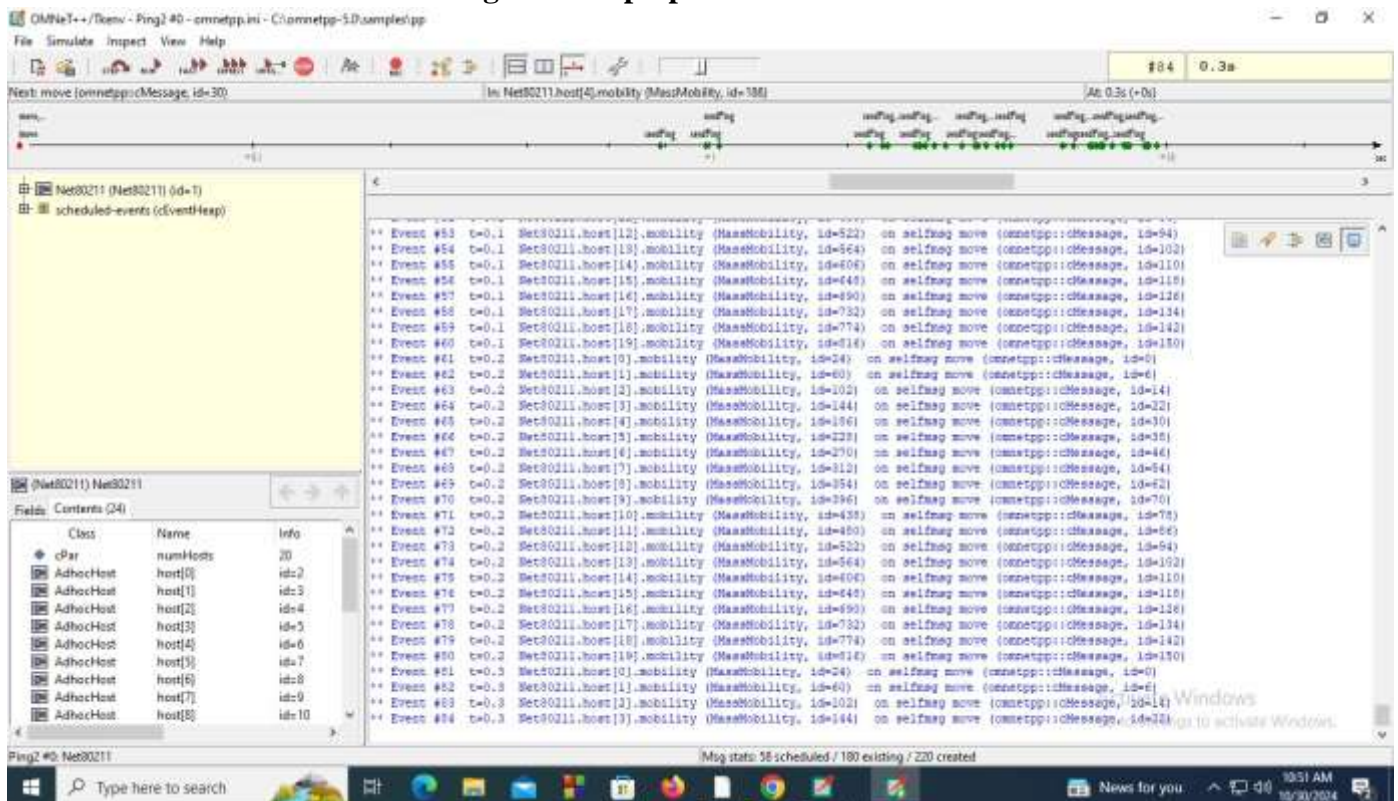 OMNeT++/Tkenv - Ping2 #0 - omnetpp.ini - C:\omnetpp-5.0\samples\pp
File Simulate Inspect View Help
#84 0.3s
Next: move (omnetpp::cMessage, id=30)
In: Net80211.host[4].mobility (MassMobility, id=186)
At: 0.3s (+0s)
sendPing
sec
Net80211 (Net80211) (id=1)
scheduled-events (cEventHeap)
** Event #53 t=0.1 Net80211.host[12].mobility (MassMobility, id=522) on selfmsg move (omnetpp::cMessage, id=94)
** Event #54 t=0.1 Net80211.host[13].mobility (MassMobility, id=564) on selfmsg move (omnetpp::cMessage, id=102)
** Event #55 t=0.1 Net80211.host[14].mobility (MassMobility, id=606) on selfmsg move (omnetpp::cMessage, id=110)
** Event #56 t=0.1 Net80211.host[15].mobility (MassMobility, id=648) on selfmsg move (omnetpp::cMessage, id=118)
** Event #57 t=0.1 Net80211.host[16].mobility (MassMobility, id=690) on selfmsg move (omnetpp::cMessage, id=126)
** Event #58 t=0.1 Net80211.host[17].mobility (MassMobility, id=732) on selfmsg move (omnetpp::cMessage, id=134)
** Event #59 t=0.1 Net80211.host[18].mobility (MassMobility, id=774) on selfmsg move (omnetpp::cMessage, id=142)
** Event #60 t=0.1 Net80211.host[19].mobility (MassMobility, id=816) on selfmsg move (omnetpp::cMessage, id=150)
** Event #61 t=0.2 Net80211.host[0].mobility (MassMobility, id=24) on selfmsg move (omnetpp::cMessage, id=0)
** Event #62 t=0.2 Net80211.host[1].mobility (MassMobility, id=60) on selfmsg move (omnetpp::cMessage, id=6)
** Event #63 t=0.2 Net80211.host[2].mobility (MassMobility, id=102) on selfmsg move (omnetpp::cMessage, id=14)
** Event #64 t=0.2 Net80211.host[3].mobility (MassMobility, id=144) on selfmsg move (omnetpp::cMessage, id=22)
** Event #65 t=0.2 Net80211.host[4].mobility (MassMobility, id=186) on selfmsg move (omnetpp::cMessage, id=30)
** Event #66 t=0.2 Net80211.host[5].mobility (MassMobility, id=228) on selfmsg move (omnetpp::cMessage, id=38)
** Event #67 t=0.2 Net80211.host[6].mobility (MassMobility, id=270) on selfmsg move (omnetpp::cMessage, id=46)
** Event #68 t=0.2 Net80211.host[7].mobility (MassMobility, id=312) on selfmsg move (omnetpp::cMessage, id=54)
** Event #69 t=0.2 Net80211.host[8].mobility (MassMobility, id=354) on selfmsg move (omnetpp::cMessage, id=62)
** Event #70 t=0.2 Net80211.host[9].mobility (MassMobility, id=396) on selfmsg move (omnetpp::cMessage, id=70)
** Event #71 t=0.2 Net80211.host[10].mobility (MassMobility, id=438) on selfmsg move (omnetpp::cMessage, id=78)
** Event #72 t=0.2 Net80211.host[11].mobility (MassMobility, id=480) on selfmsg move (omnetpp::cMessage, id=86)
** Event #73 t=0.2 Net80211.host[12].mobility (MassMobility, id=522) on selfmsg move (omnetpp::cMessage, id=94)
** Event #74 t=0.2 Net80211.host[13].mobility (MassMobility, id=564) on selfmsg move (omnetpp::cMessage, id=102)
** Event #75 t=0.2 Net80211.host[14].mobility (MassMobility, id=606) on selfmsg move (omnetpp::cMessage, id=110)
** Event #76 t=0.2 Net80211.host[15].mobility (MassMobility, id=648) on selfmsg move (omnetpp::cMessage, id=118)
** Event #77 t=0.2 Net80211.host[16].mobility (MassMobility, id=690) on selfmsg move (omnetpp::cMessage, id=126)
** Event #78 t=0.2 Net80211.host[17].mobility (MassMobility, id=732) on selfmsg move (omnetpp::cMessage, id=134)
** Event #79 t=0.2 Net80211.host[18].mobility (MassMobility, id=774) on selfmsg move (omnetpp::cMessage, id=142)
** Event #80 t=0.2 Net80211.host[19].mobility (MassMobility, id=816) on selfmsg move (omnetpp::cMessage, id=150)
** Event #81 t=0.3 Net80211.host[0].mobility (MassMobility, id=24) on selfmsg move (omnetpp::cMessage, id=0)
** Event #82 t=0.3 Net80211.host[1].mobility (MassMobility, id=60) on selfmsg move (omnetpp::cMessage, id=6)
** Event #83 t=0.3 Net80211.host[2].mobility (MassMobility, id=102) on selfmsg move (omnetpp::cMessage, id=14)
** Event #84 t=0.3 Net80211.host[3].mobility (MassMobility, id=144) on selfmsg move (omnetpp::cMessage, id=22)
Windows
to activate Windows.
(Net80211) Net80211
Fields Contents (24)
Class Name Info
cPar numHosts 20
AdhocHost host[0] id=2
AdhocHost host[1] id=3
AdhocHost host[2] id=4
AdhocHost host[3] id=5
AdhocHost host[4] id=6
AdhocHost host[5] id=7
AdhocHost host[6] id=8
AdhocHost host[7] id=9
AdhocHost host[8] id=10
Ping2 #0: Net80211
Msg stats: 58 scheduled / 180 existing / 220 created
Type here to search
News for you
10:51 AM
10/30/2024